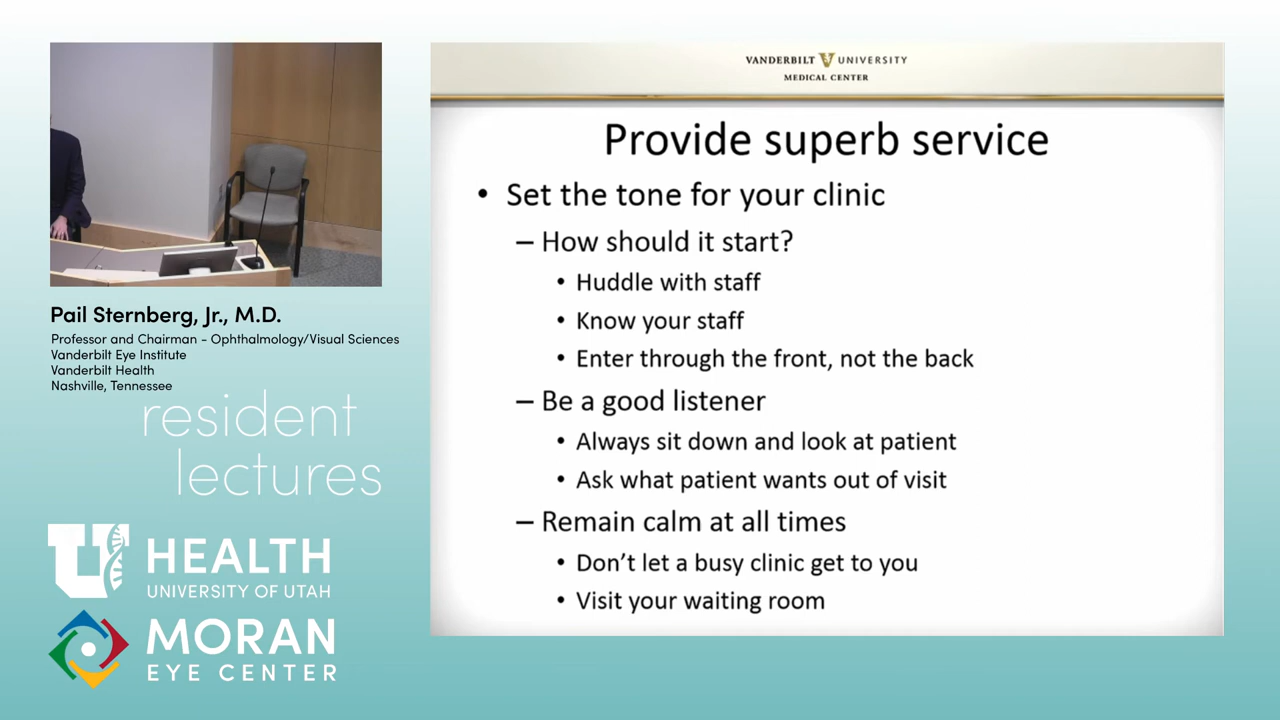 VANDERBILT V UNIVERSITY
MEDICAL CENTER
Provide superb service
• Set the tone for your clinic
– How should it start?
• Huddle with staff
• Know your staff
• Enter through the front, not the back
– Be a good listener
• Always sit down and look at patient
• Ask what patient wants out of visit
– Remain calm at all times
• Don't let a busy clinic get to you
• Visit your waiting room
Pail Sternberg, Jr., M.D.
Professor and Chairman - Ophthalmology/Visual Sciences
Vanderbilt Eye Institute
Vanderbilt Health
Nashville, Tennessee
resident
lectures
U HEALTH
UNIVERSITY OF UTAH
MORAN
EYE CENTER